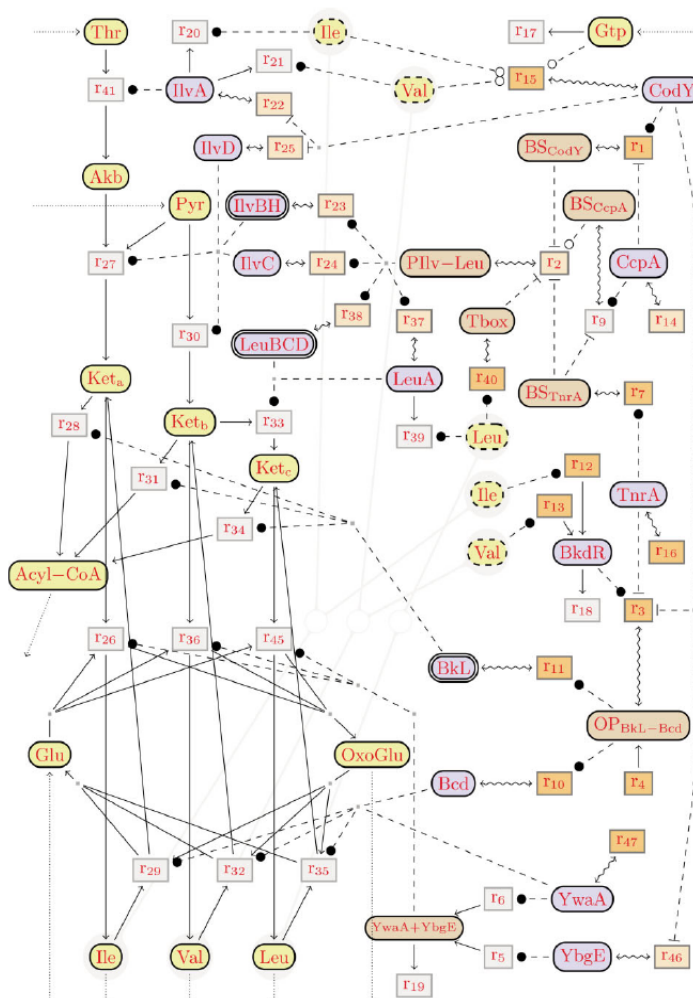 Thr
r20
Ile
r17
Gtp
r21
r15
r41
IlvA
Val
CodY
r22
IlvD
r25
BSCodY
r1
Akb
Pyr
IlvBH
r23
BSCcpA
r27
IlvC
r24
PIlv−Leu
r2
CcpA
r38
r37
Tbox
r9
r14
r30
LeuBCD
Keta
LeuA
r40
BSTnrA
r7
r28
Ketb
r33
r39
Leu
r31
Ketc
r12
Ile
r13
TnrA
r34
Val
BkdR
r16
Acyl−CoA
r18
r3
r26
r36
r45
BkL
r11
OPBkL−Bcd
Glu
OxoGlu
Bcd
r10
r4
r47
r29
r32
r35
r6
YwaA
YwaA+YbgE
Ile
Val
Leu
r5
YbgE
r46
r19